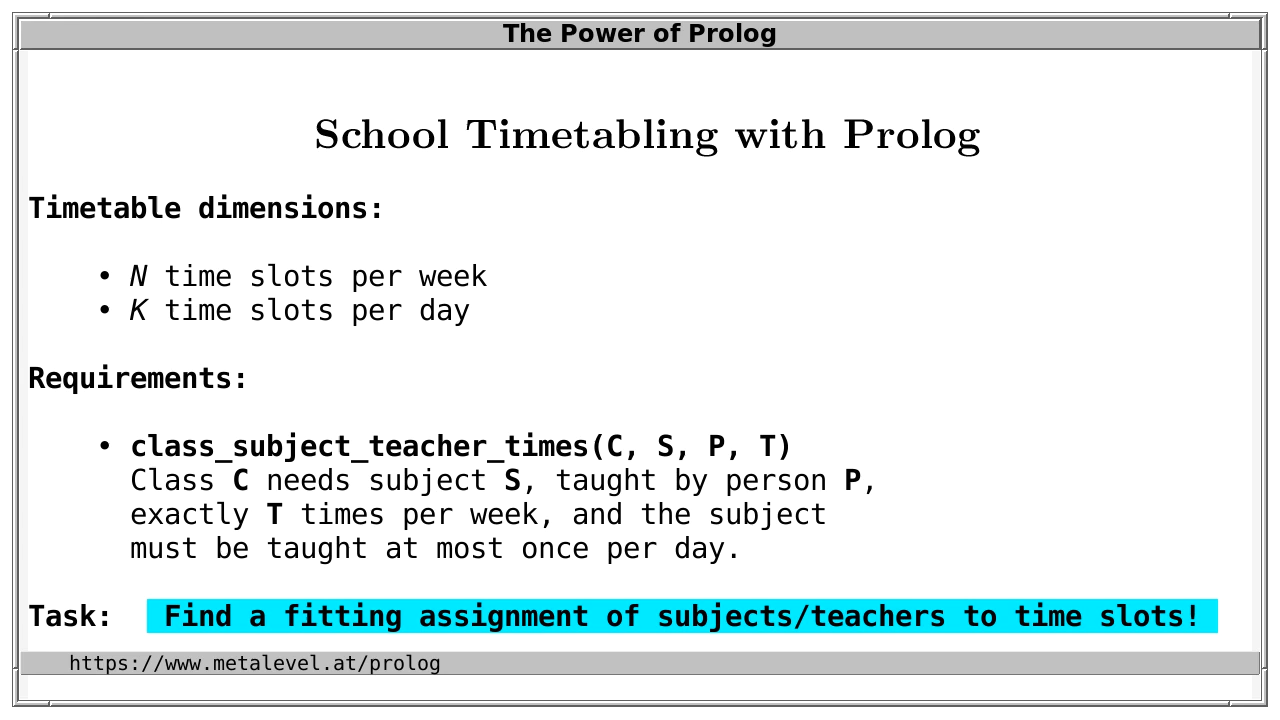 The Power of Prolog
School Timetabling with Prolog
Timetable dimensions:
• N time slots per week
• K time slots per day
Requirements:
• class_subject_teacher_times(C, S, P, T)
Class C needs subject S, taught by person P,
exactly T times per week, and the subject
must be taught at most once per day.
Task: Find a fitting assignment of subjects/teachers to time slots!
https://www.metalevel.at/prolog